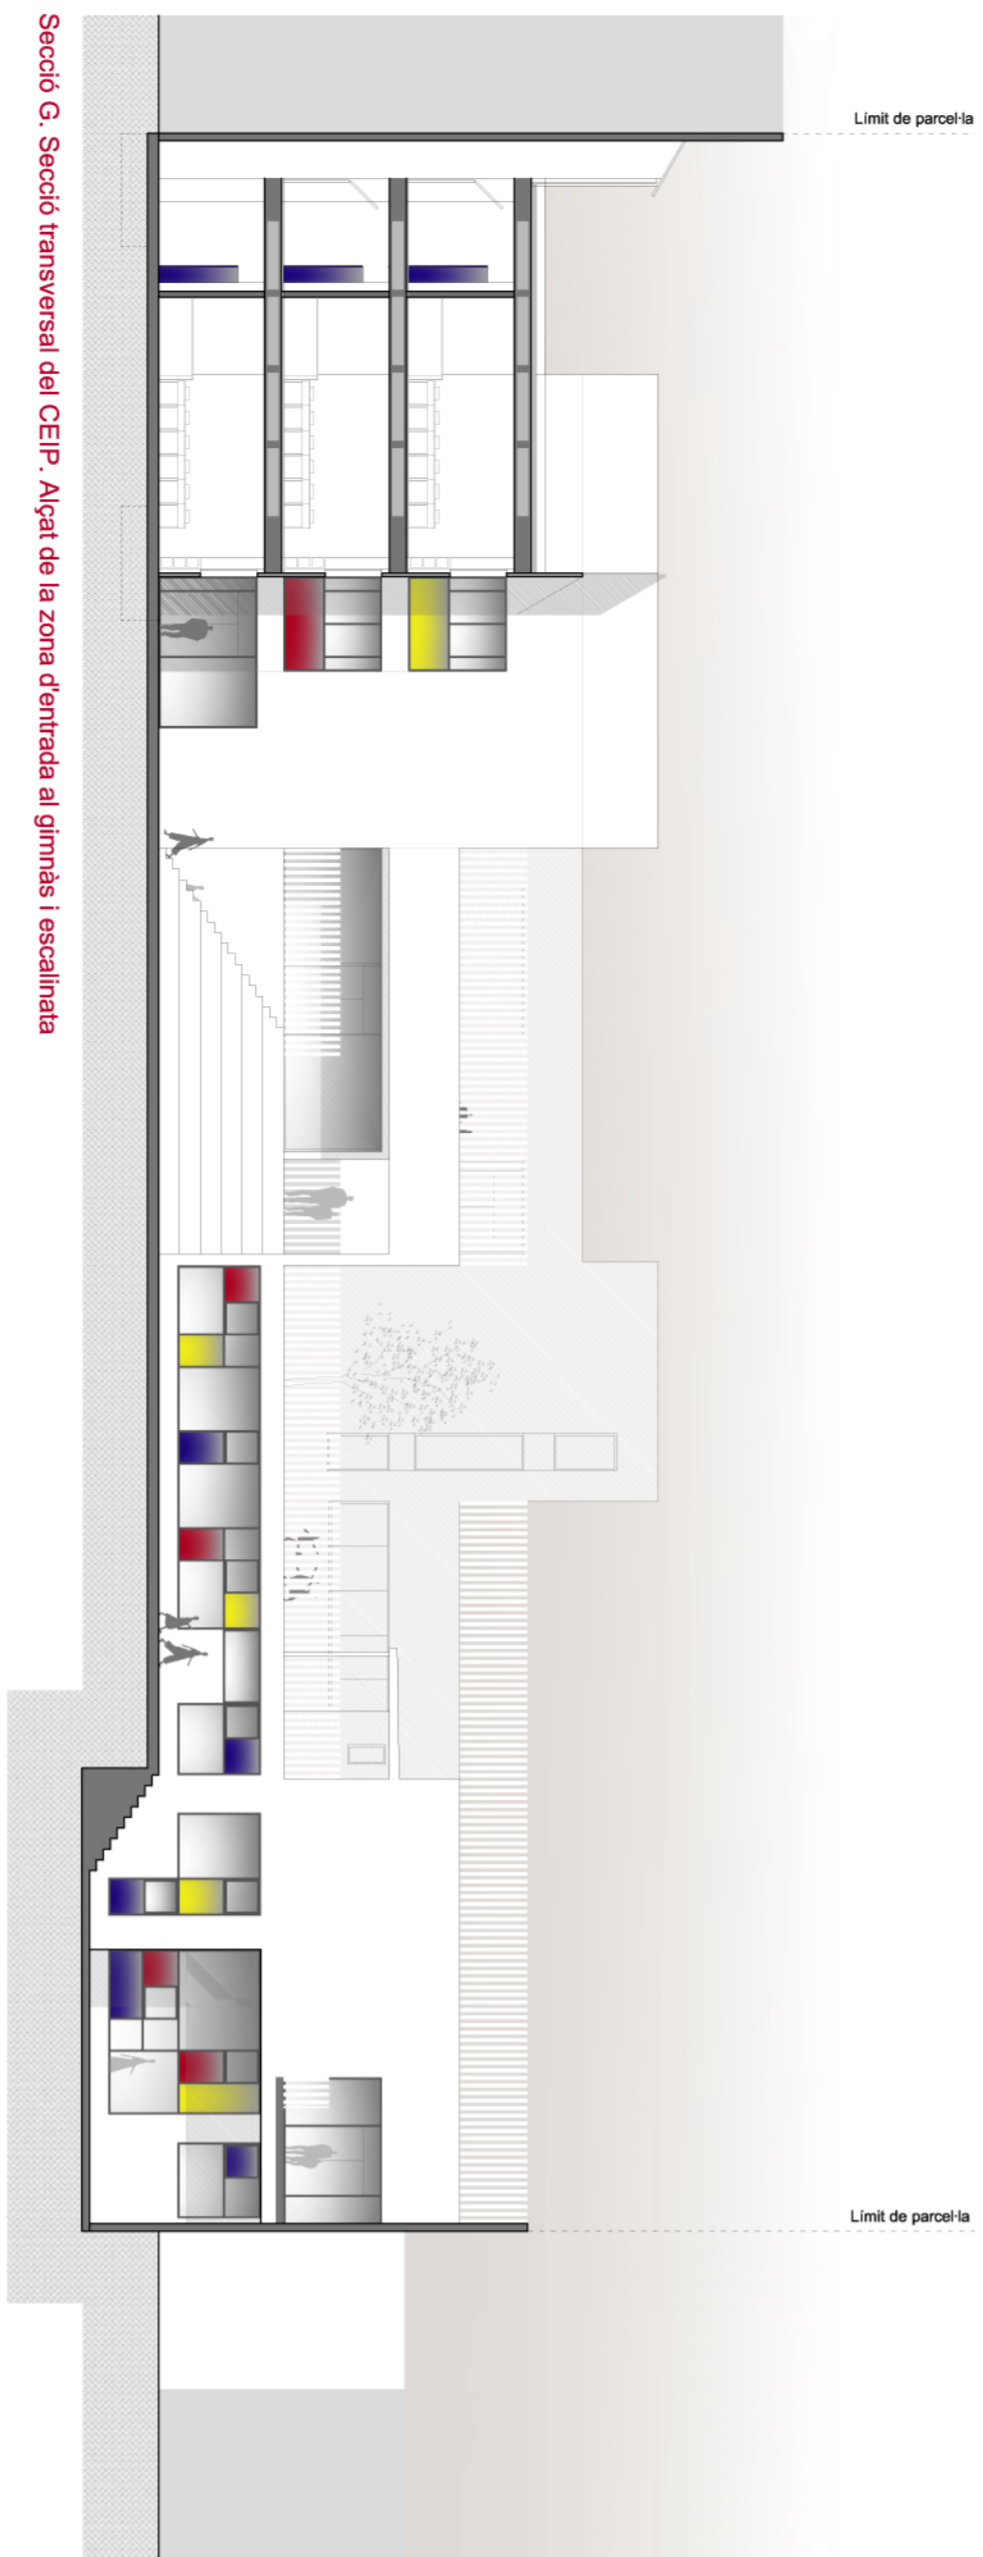 Secció G. Secció transversal del CEIP. Alçat de la zona d'entrada al gimnàs i escalinata
Límit de parcel·la
Límit de parcel·la